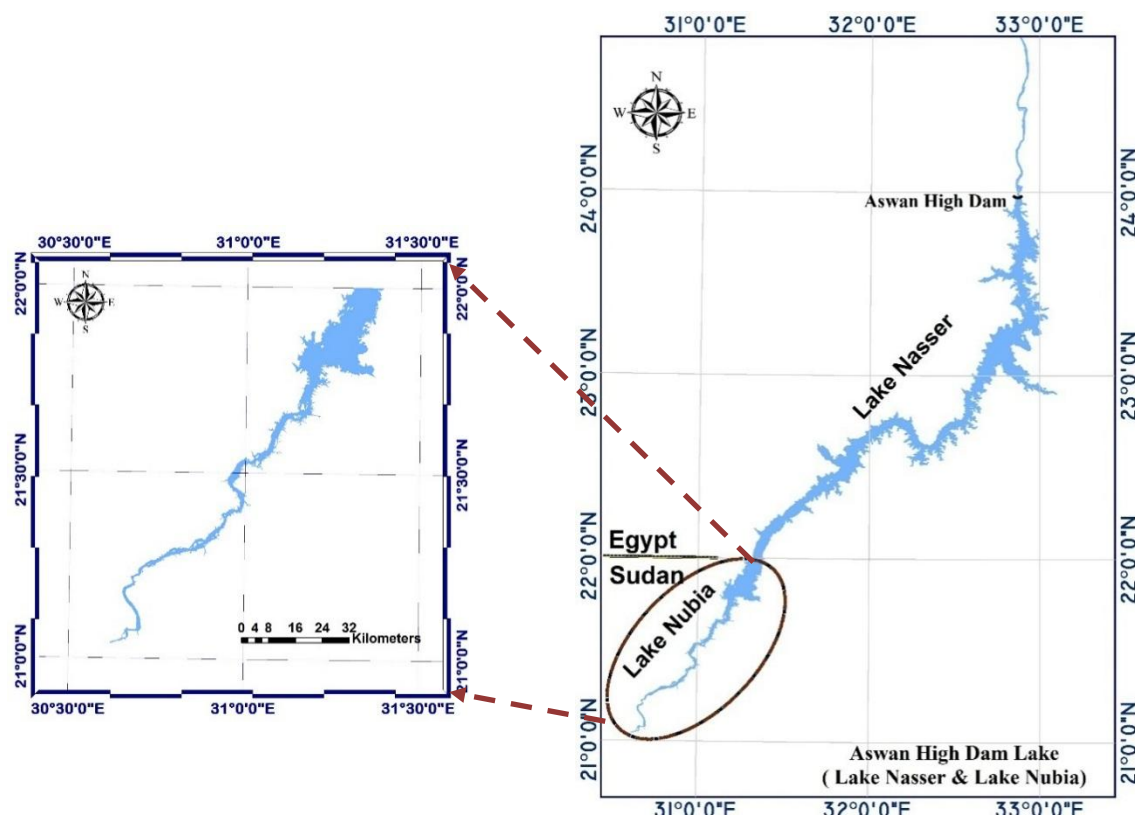 30°30'0"E 31°0'0"E 31°30'0"E
22°0'0"N
22°0'0"N
N
W E
S
21°30'0"N
21°30'0"N
0 4 8 16 24 32
Kilometers
21°0'0"N
21°0'0"N
30°30'0"E 31°0'0"E 31°30'0"E
31°0'0"E 32°0'0"E 33°0'0"E
N
W E
S
24°0'0"N
24°0'0"N
Aswan High Dam
Lake Nasser
23°0'0"N
23°0'0"N
Egypt
Sudan
22°0'0"N
22°0'0"N
Lake Nubia
21°0'0"N
21°0'0"N
Aswan High Dam Lake
( Lake Nasser & Lake Nubia)
31°0'0"E 32°0'0"E 33°0'0"E